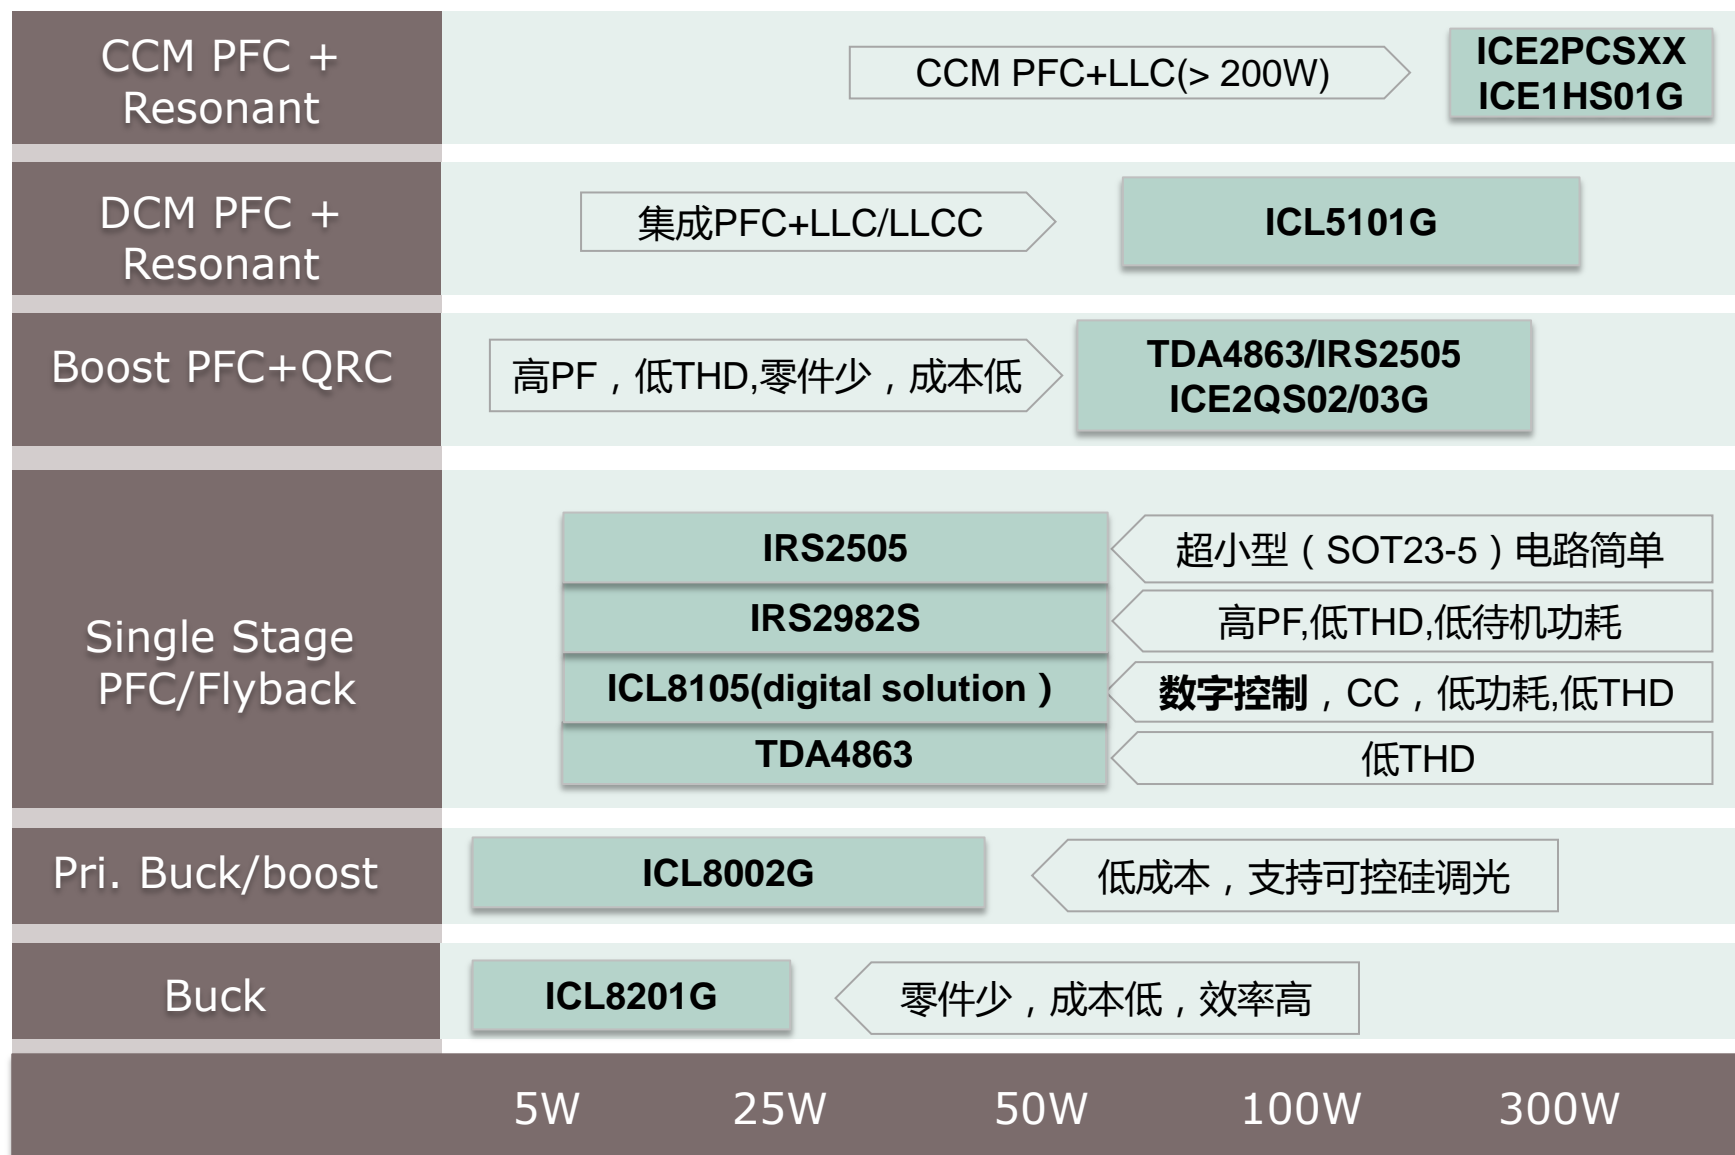 CCM PFC +
Resonant
CCM PFC+LLC(> 200W)
ICE2PCSXX
ICE1HS01G
DCM PFC +
Resonant
集成PFC+LLC/LLCC
ICL5101G
Boost PFC+QRC
高PF，低THD,零件少，成本低
TDA4863/IRS2505
ICE2QS02/03G
Single Stage
PFC/Flyback
IRS2505
超小型（SOT23-5）电路简单
IRS2982S
高PF,低THD,低待机功耗
ICL8105(digital solution）
数字控制，CC，低功耗,低THD
TDA4863
低THD
Pri. Buck/boost
ICL8002G
低成本，支持可控硅调光
Buck
ICL8201G
零件少，成本低，效率高
5W 25W 50W 100W 300W